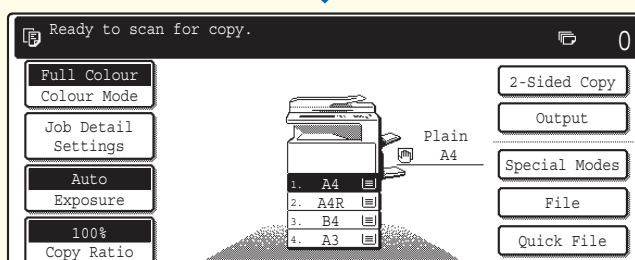 Ready to scan for copy.
0
Full Colour
Colour Mode
Job Detail
Settings
Auto
Exposure
100%
Copy Ratio
1. A4
2. A4R
3. B4
4. A3
Plain
A4
2-Sided Copy
Output
Special Modes
File
Quick File